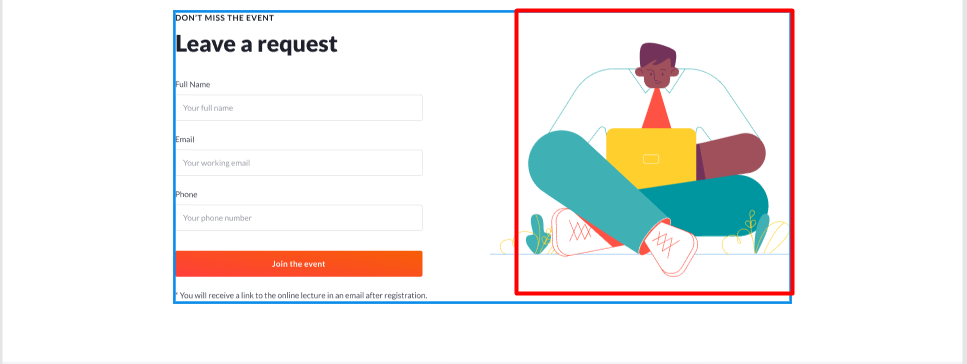 DON'T MISS THE EVENT
Leave a request
Full Name
Your full name
Email
Your working email
Phone
Your phone number
Join the event
* You will receive a link to the online lecture in an email after registration.